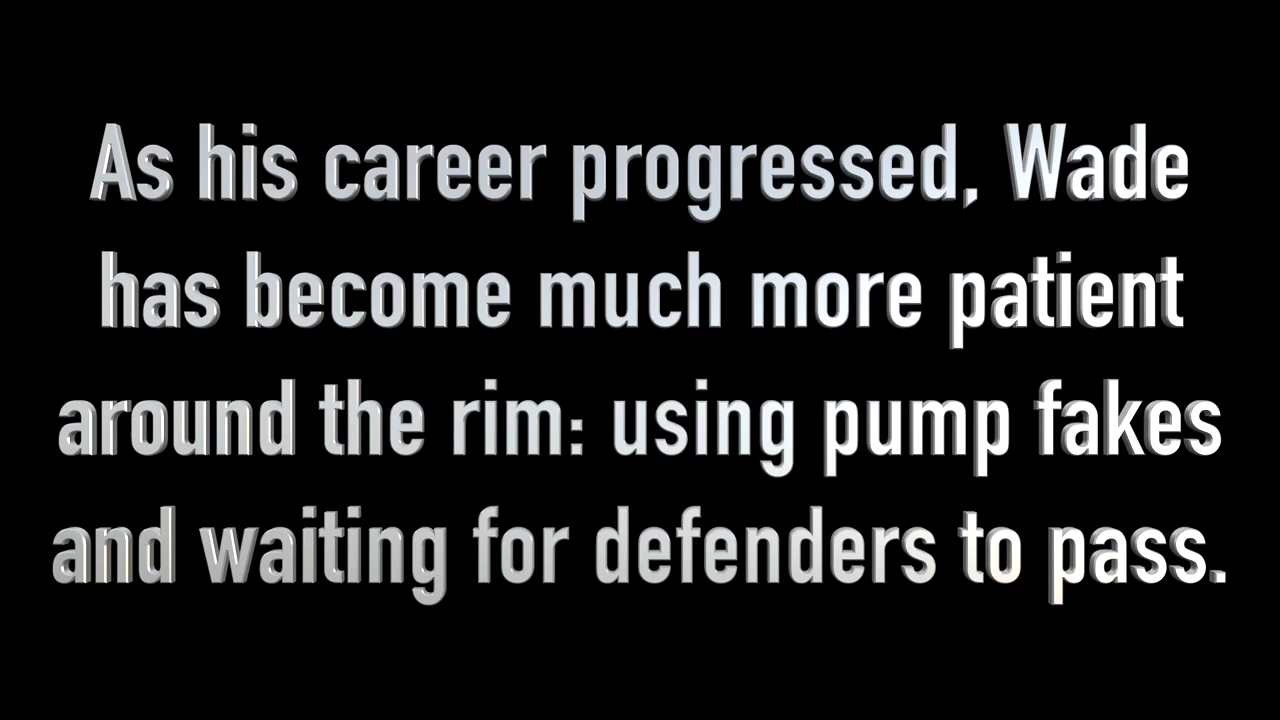 As his career progressed, Wade
has become much more patient
around the rim: using pump fakes
and waiting for defenders to pass.